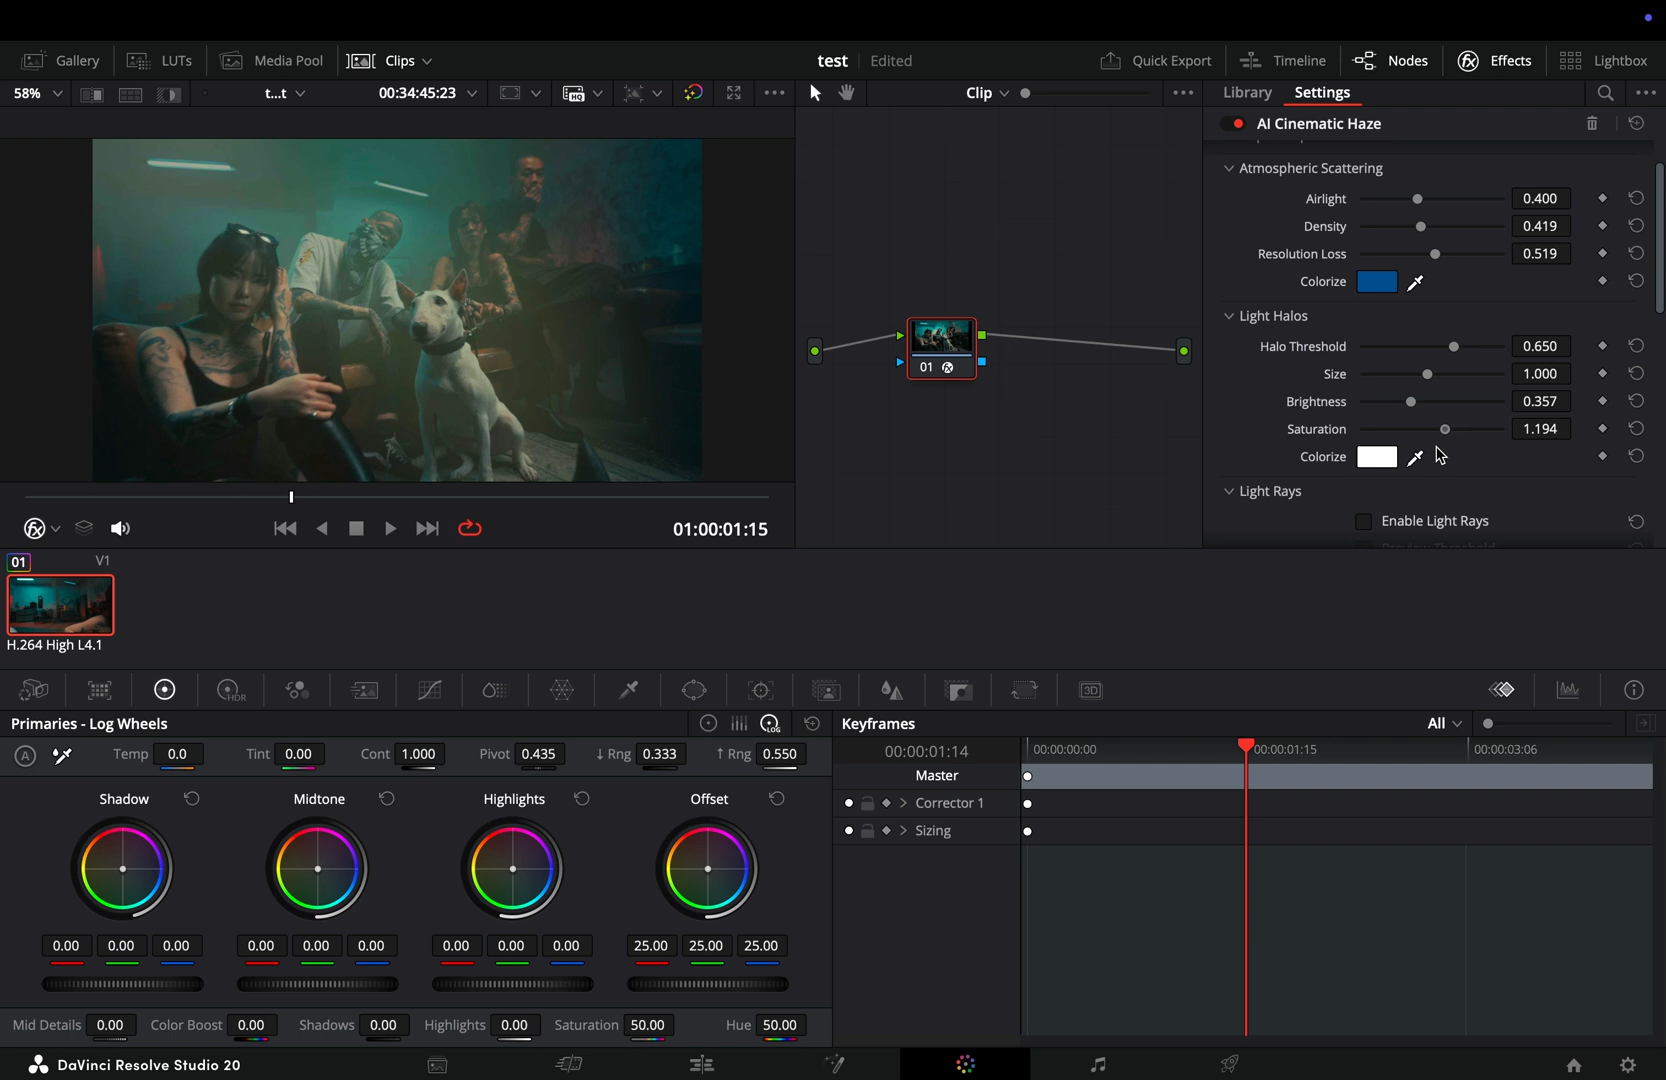 Gallery LUTs Media Pool Clips test Edited Quick Export Timeline Nodes Effects Lightbox
58% t...t 00:34:45:23 HQ Clip Library Settings
AI Cinematic Haze
Atmospheric Scattering
Airlight 0.400
Density 0.419
Resolution Loss 0.519
Colorize
Light Halos
Halo Threshold 0.650
Size 1.000
Brightness 0.357
Saturation 1.194
Colorize
Light Rays
Enable Light Rays
01
01:00:01:15
01 V1
H.264 High L4.1
HDR 3D
Primaries - Log Wheels LOG
A Temp 0.0 Tint 0.00 Cont 1.000 Pivot 0.435 ↓ Rng 0.333 ↑ Rng 0.550
Shadow Midtone Highlights Offset
0.00 0.00 0.00 0.00 0.00 0.00 0.00 0.00 0.00 25.00 25.00 25.00
Mid Details 0.00 Color Boost 0.00 Shadows 0.00 Highlights 0.00 Saturation 50.00 Hue 50.00
Keyframes All
00:00:01:14 00:00:00:00 00:00:01:15 00:00:03:06
Master
Corrector 1
Sizing
DaVinci Resolve Studio 20